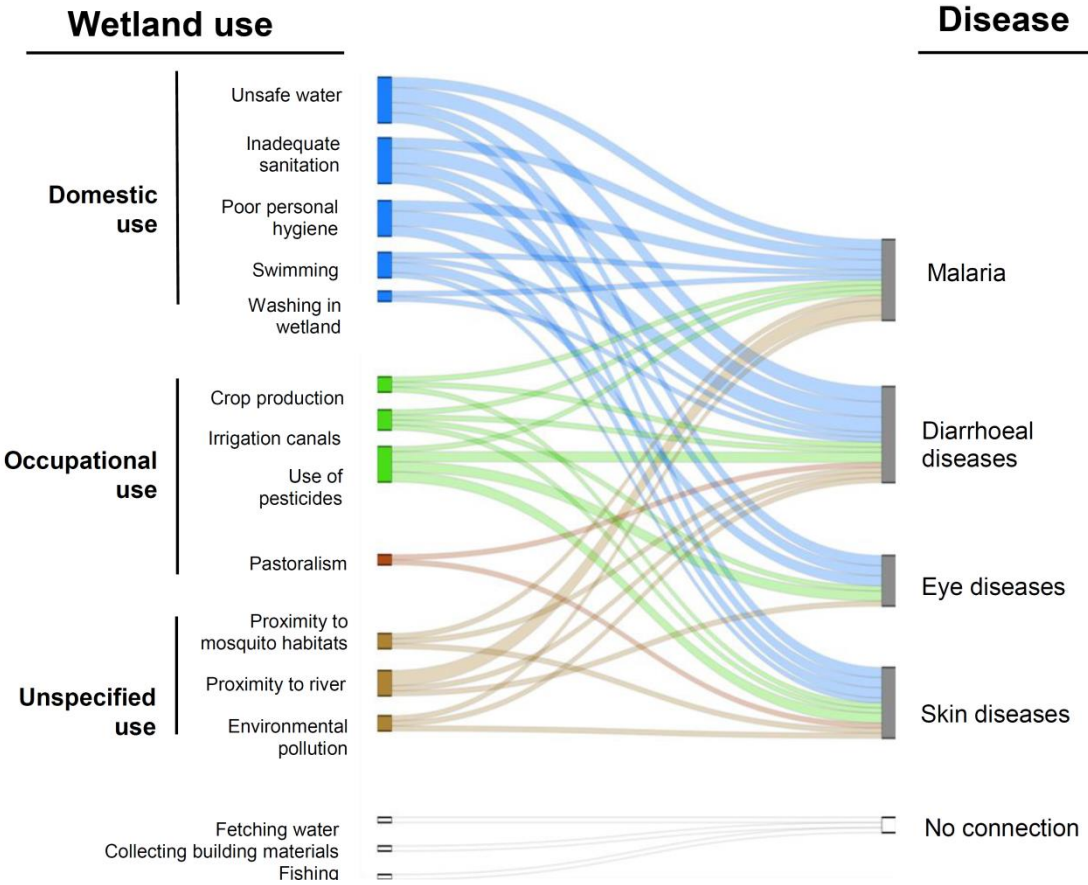 Wetland use
Disease
Domestic
use
Unsafe water
Inadequate
sanitation
Poor personal
hygiene
Swimming
Washing in
wetland
Occupational
use
Crop production
Irrigation canals
Use of
pesticides
Pastoralism
Unspecified
use
Proximity to
mosquito habitats
Proximity to river
Environmental
pollution
Fetching water
Collecting building materials
Fishing
Malaria
Diarrhoeal
diseases
Eye diseases
Skin diseases
No connection